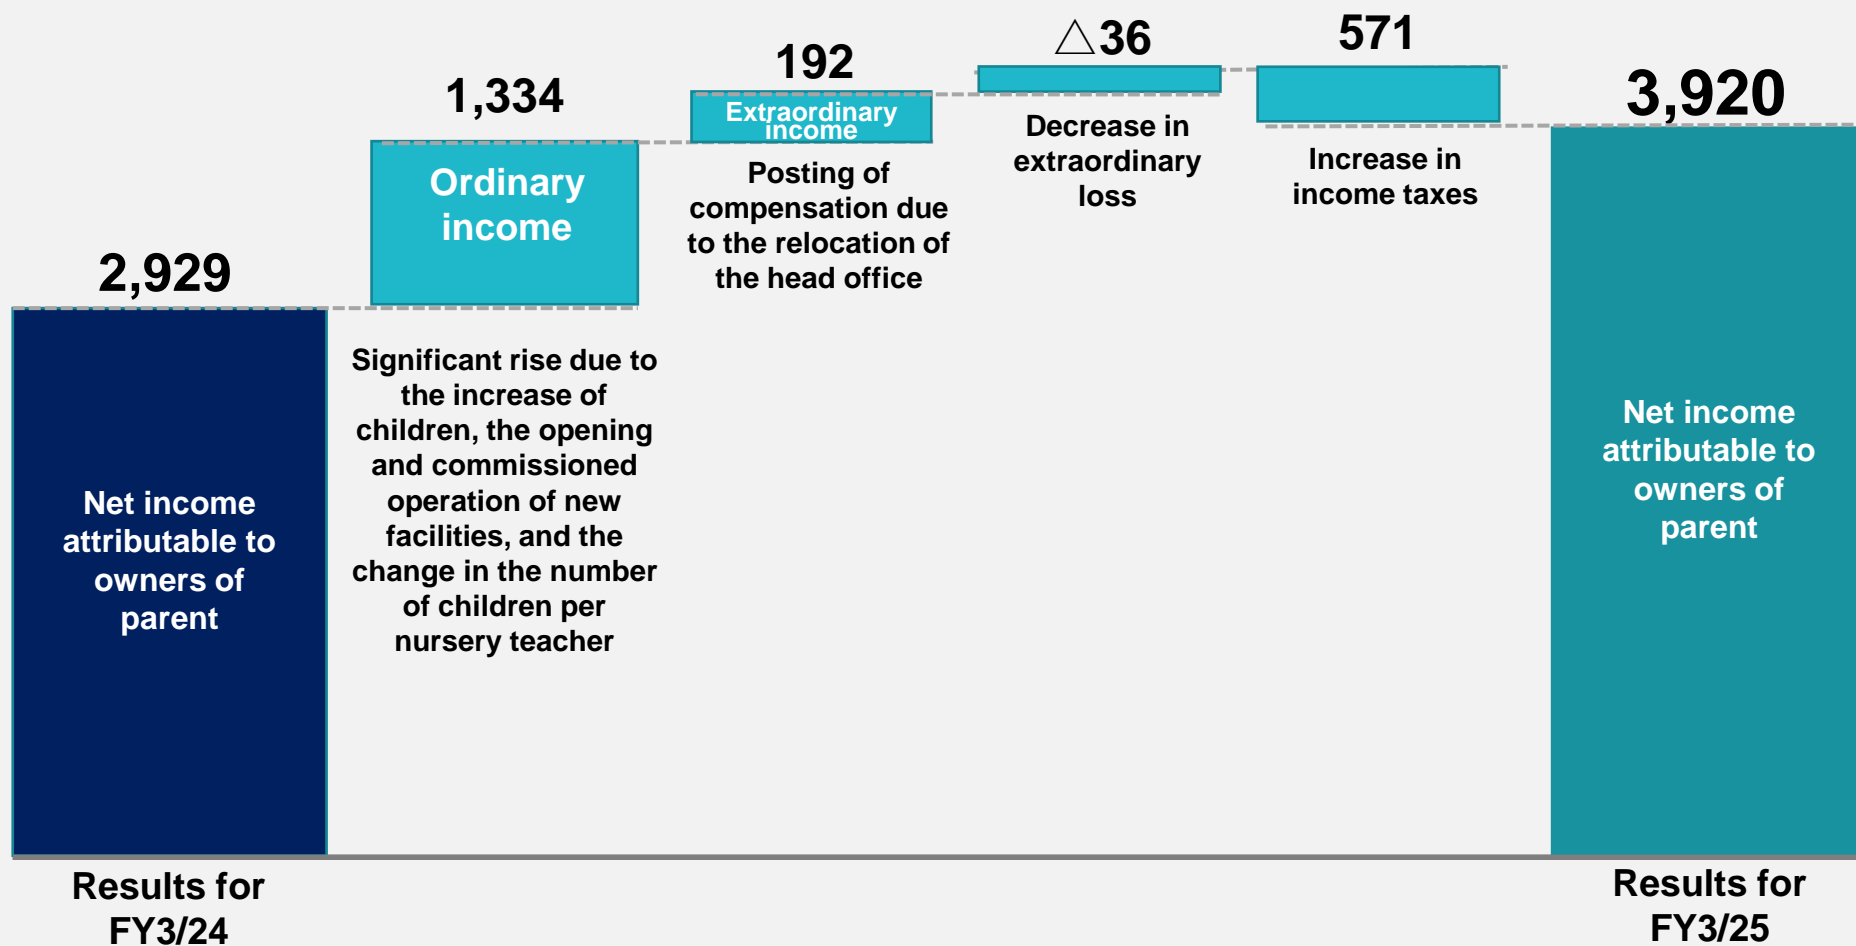 2,929
Net income
attributable to
owners of
parent
Results for
FY3/24
1,334
Ordinary
income
Significant rise due to
the increase of
children, the opening
and commissioned
operation of new
facilities, and the
change in the number
of children per
nursery teacher
192
Extraordinary
income
Posting of
compensation due
to the relocation of
the head office
△36
Decrease in
extraordinary
loss
571
Increase in
income taxes
3,920
Net income
attributable to
owners of
parent
Results for
FY3/25